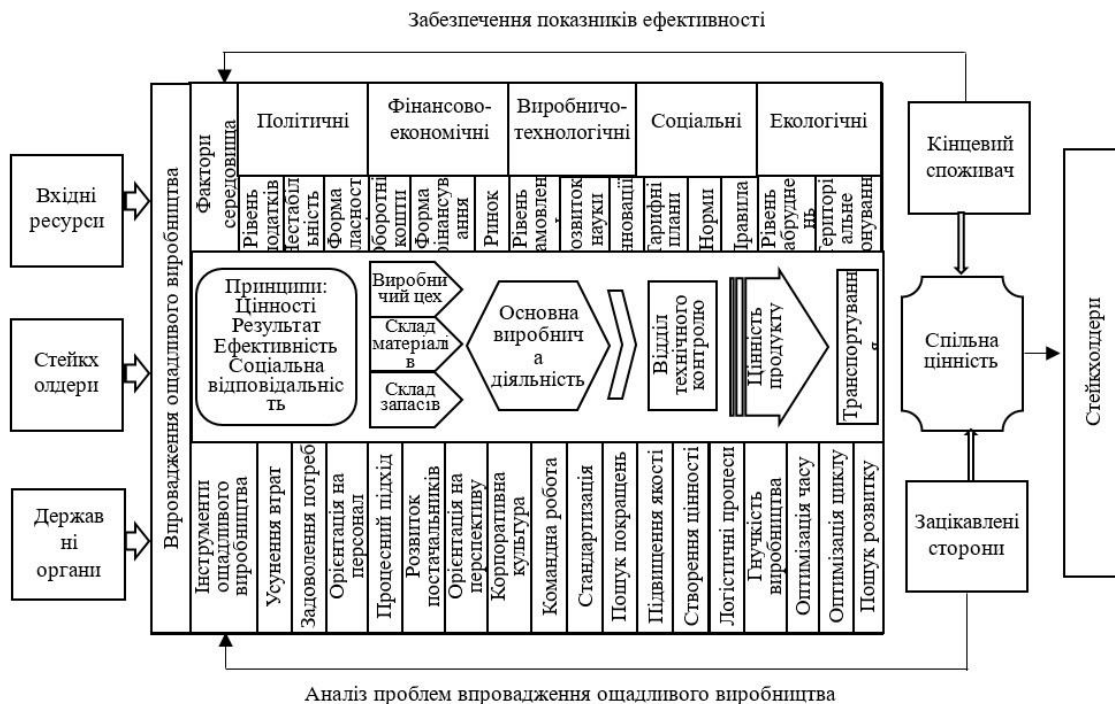 Забезпечення показників ефективності
Вхідні
ресурси
Стейкх
олдери
Держав
ні
органи
Впровадження ощадливого виробництва
Фактори
середовища
Політичні
Фінансово-
економічні
Виробничо-
технологічні
Соціальні
Екологічні
Рівень
податків
Нестабіл
ьність
Форма
власност
Оборотні
кошти
Форма
фінансув
ання
Ринок
Рівень
замовлен
Розвиток
науки
Інновації
Тарифні
плани
Норми
Правила
Рівень
забрудне
нь
Територі
альне
зонуванн
Принципи:
Цінності
Результат
Ефективність
Соціальна
відповідальніс
ть
Виробни
чий цех
Склад
матеріалі
в
Склад
запасів
Основна
виробнич
а
діяльність
Відділ
технічного
контролю
Цінність
продукту
Транспортуванн
Інструменти
ощадливого
виробництва
Усунення втрат
Задоволення потреб
Орієнтація на
персонал
Процесний підхід
Розвиток
постачальників
Орієнтація на
перспективу
Корпоративна
культура
Командна робота
Стандартизація
Пошук покращень
Підвищення якості
Створення цінності
Логістичні процеси
Гнучкість
виробництва
Оптимізація часу
Оптимізація циклу
Пошук розвитку
Кінцевий
споживач
Спільна
цінність
Зацікавлені
сторони
Стейкхолдери
Аналіз проблем впровадження ощадливого виробництва